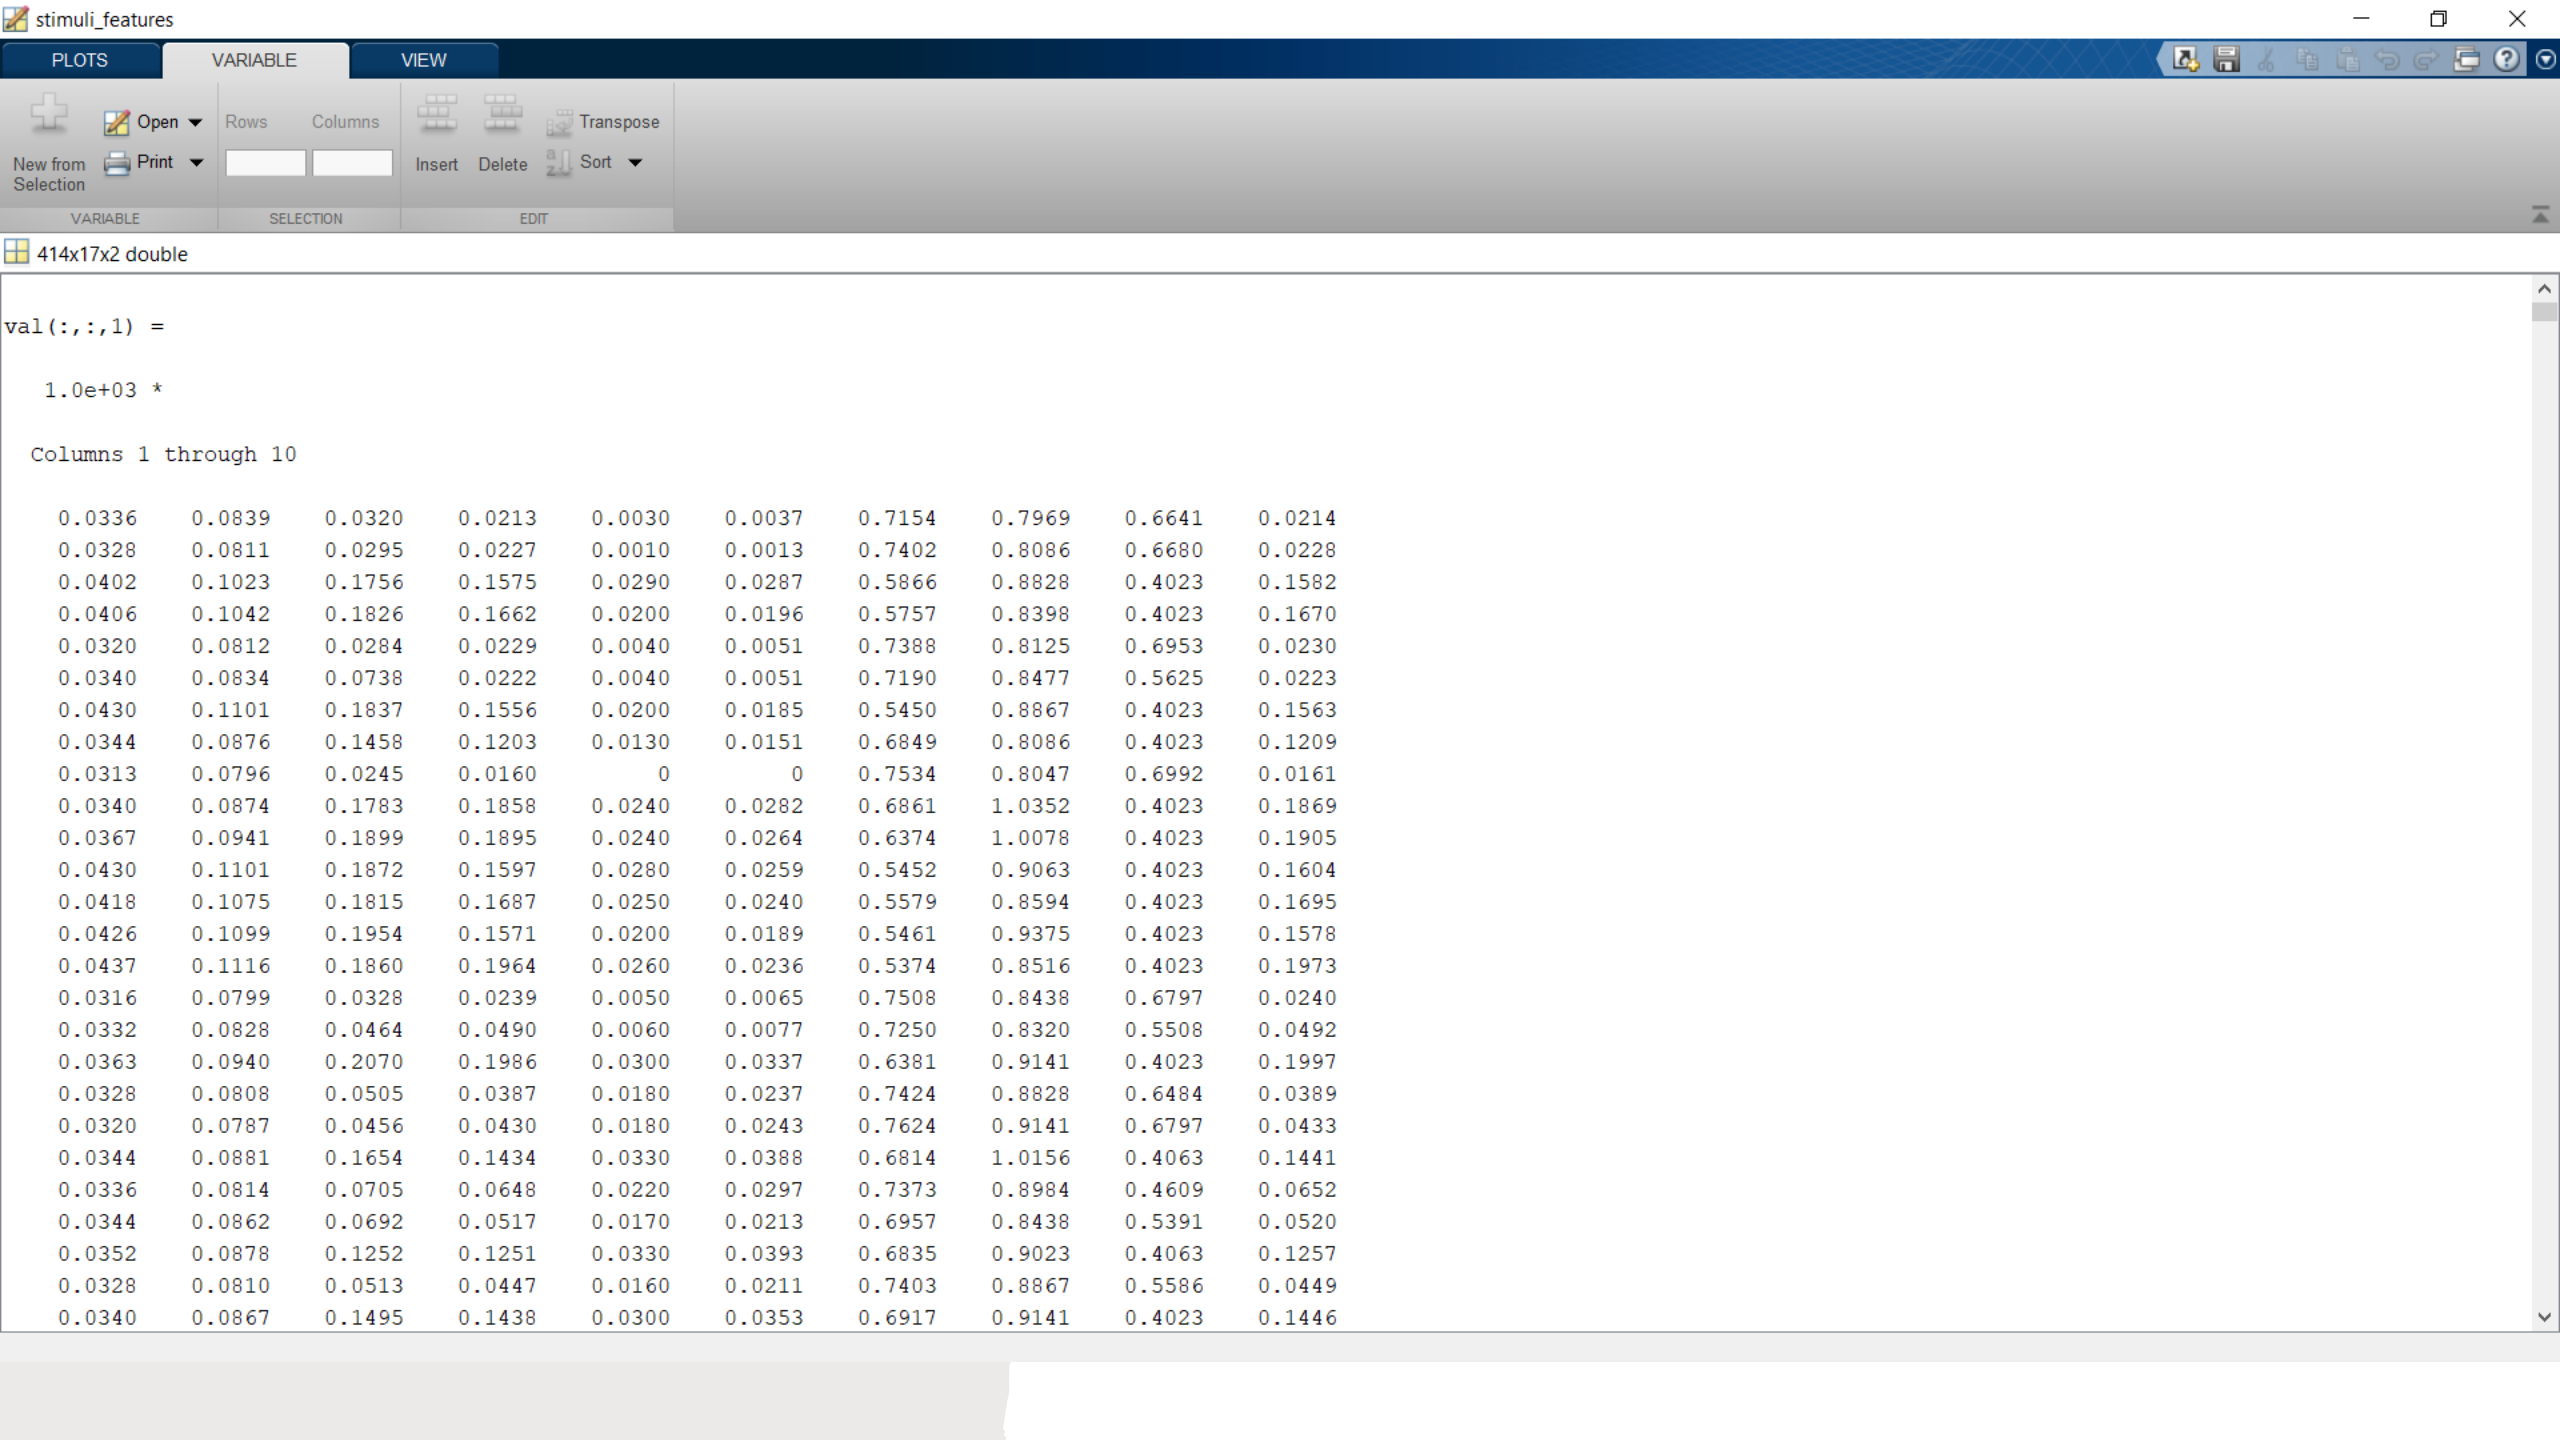 stimuli_features
PLOTS VARIABLE VIEW
New from Selection Open Print Rows Columns Insert Delete Transpose Sort
VARIABLE SELECTION EDIT
414x17x2 double
val(:,:,1) =
1.0e+03 *
Columns 1 through 10
0.0336 0.0839 0.0320 0.0213 0.0030 0.0037 0.7154 0.7969 0.6641 0.0214
0.0328 0.0811 0.0295 0.0227 0.0010 0.0013 0.7402 0.8086 0.6680 0.0228
0.0402 0.1023 0.1756 0.1575 0.0290 0.0287 0.5866 0.8828 0.4023 0.1582
0.0406 0.1042 0.1826 0.1662 0.0200 0.0196 0.5757 0.8398 0.4023 0.1670
0.0320 0.0812 0.0284 0.0229 0.0040 0.0051 0.7388 0.8125 0.6953 0.0230
0.0340 0.0834 0.0738 0.0222 0.0040 0.0051 0.7190 0.8477 0.5625 0.0223
0.0430 0.1101 0.1837 0.1556 0.0200 0.0185 0.5450 0.8867 0.4023 0.1563
0.0344 0.0876 0.1458 0.1203 0.0130 0.0151 0.6849 0.8086 0.4023 0.1209
0.0313 0.0796 0.0245 0.0160 0 0 0.7534 0.8047 0.6992 0.0161
0.0340 0.0874 0.1783 0.1858 0.0240 0.0282 0.6861 1.0352 0.4023 0.1869
0.0367 0.0941 0.1899 0.1895 0.0240 0.0264 0.6374 1.0078 0.4023 0.1905
0.0430 0.1101 0.1872 0.1597 0.0280 0.0259 0.5452 0.9063 0.4023 0.1604
0.0418 0.1075 0.1815 0.1687 0.0250 0.0240 0.5579 0.8594 0.4023 0.1695
0.0426 0.1099 0.1954 0.1571 0.0200 0.0189 0.5461 0.9375 0.4023 0.1578
0.0437 0.1116 0.1860 0.1964 0.0260 0.0236 0.5374 0.8516 0.4023 0.1973
0.0316 0.0799 0.0328 0.0239 0.0050 0.0065 0.7508 0.8438 0.6797 0.0240
0.0332 0.0828 0.0464 0.0490 0.0060 0.0077 0.7250 0.8320 0.5508 0.0492
0.0363 0.0940 0.2070 0.1986 0.0300 0.0337 0.6381 0.9141 0.4023 0.1997
0.0328 0.0808 0.0505 0.0387 0.0180 0.0237 0.7424 0.8828 0.6484 0.0389
0.0320 0.0787 0.0456 0.0430 0.0180 0.0243 0.7624 0.9141 0.6797 0.0433
0.0344 0.0881 0.1654 0.1434 0.0330 0.0388 0.6814 1.0156 0.4063 0.1441
0.0336 0.0814 0.0705 0.0648 0.0220 0.0297 0.7373 0.8984 0.4609 0.0652
0.0344 0.0862 0.0692 0.0517 0.0170 0.0213 0.6957 0.8438 0.5391 0.0520
0.0352 0.0878 0.1252 0.1251 0.0330 0.0393 0.6835 0.9023 0.4063 0.1257
0.0328 0.0810 0.0513 0.0447 0.0160 0.0211 0.7403 0.8867 0.5586 0.0449
0.0340 0.0867 0.1495 0.1438 0.0300 0.0353 0.6917 0.9141 0.4023 0.1446